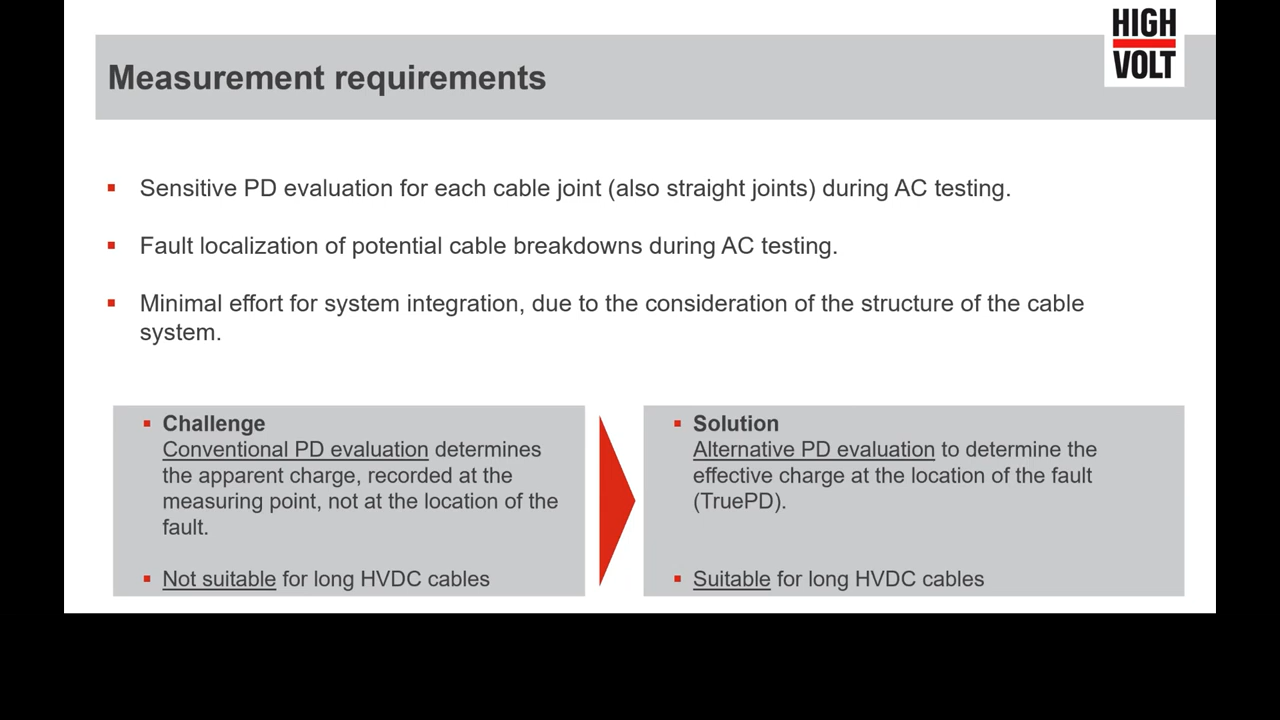 HIGH
VOLT
Measurement requirements
▪ Sensitive PD evaluation for each cable joint (also straight joints) during AC testing.
▪ Fault localization of potential cable breakdowns during AC testing.
▪ Minimal effort for system integration, due to the consideration of the structure of the cable
system.
▪ Challenge
Conventional PD evaluation determines
the apparent charge, recorded at the
measuring point, not at the location of the
fault.
▪ Not suitable for long HVDC cables
▪ Solution
Alternative PD evaluation to determine the
effective charge at the location of the fault
(TruePD).
▪ Suitable for long HVDC cables